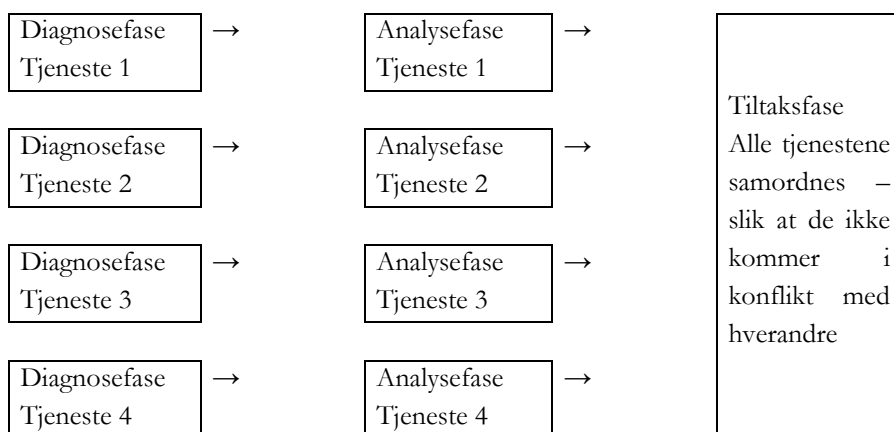 Diagnosefase → Analysefase →
Tjeneste 1 Tjeneste 1
Diagnosefase → Analysefase →
Tjeneste 2 Tjeneste 2
Diagnosefase → Analysefase →
Tjeneste 3 Tjeneste 3
Diagnosefase → Analysefase →
Tjeneste 4 Tjeneste 4
Tiltaksfase
Alle tjenestene
samordnes –
slik at de ikke
kommer i
konflikt med
hverandre